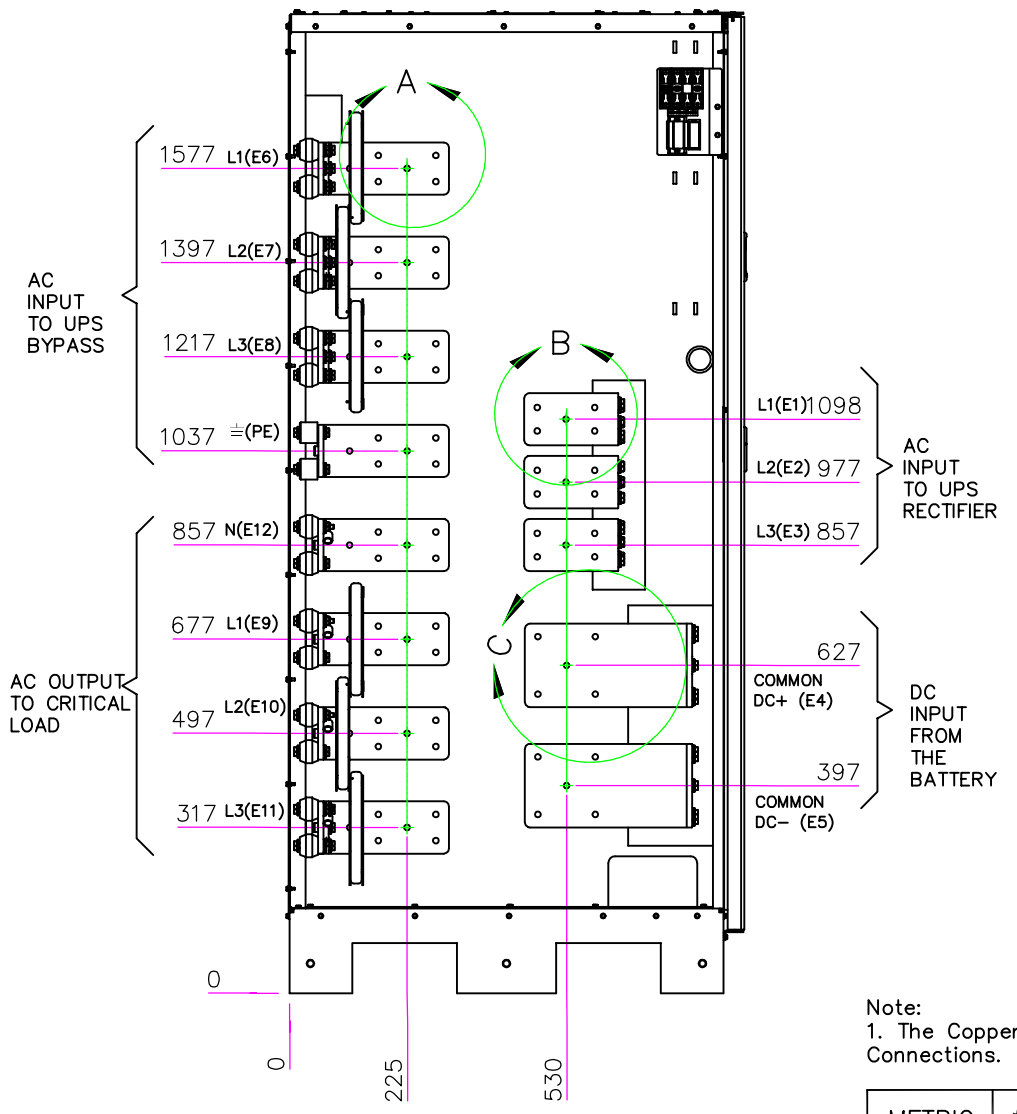 A
1577 L1(E6)
1397 L2(E7)
1217 L3(E8)
1037 ⏚(PE)
AC
INPUT
TO UPS
BYPASS
857 N(E12)
677 L1(E9)
497 L2(E10)
317 L3(E11)
AC OUTPUT
TO CRITICAL
LOAD
B
L1(E1) 1098
L2(E2) 977
L3(E3) 857
AC
INPUT
TO UPS
RECTIFIER
C
627
COMMON
DC+ (E4)
397
COMMON
DC- (E5)
DC
INPUT
FROM
THE
BATTERY
0
0
225
530
Note:
1. The Copper
Connections.